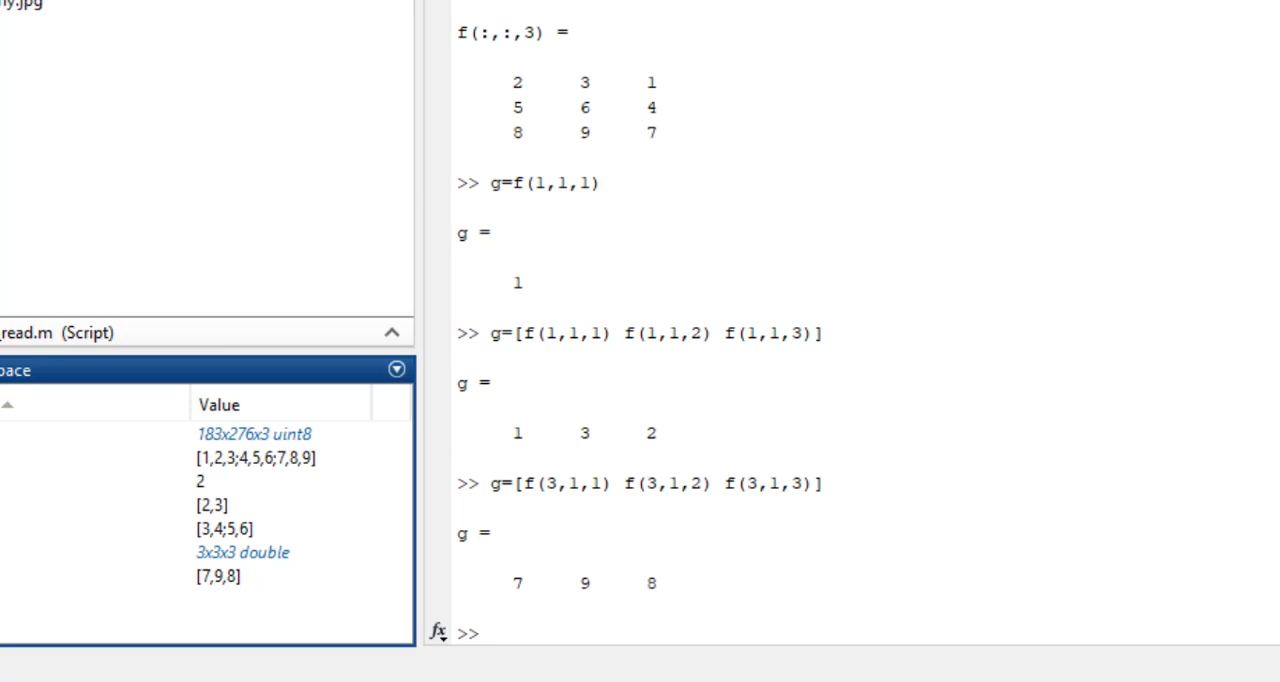 f(:,:,3) =
2 3 1
5 6 4
8 9 7
>> g=f(1,1,1)
g =
1
>> g=[f(1,1,1) f(1,1,2) f(1,1,3)]
g =
1 3 2
>> g=[f(3,1,1) f(3,1,2) f(3,1,3)]
g =
7 9 8
fx >>
read.m (Script)
Value
183x276x3 uint8
[1,2,3;4,5,6;7,8,9]
2
[2,3]
[3,4;5,6]
3x3x3 double
[7,9,8]